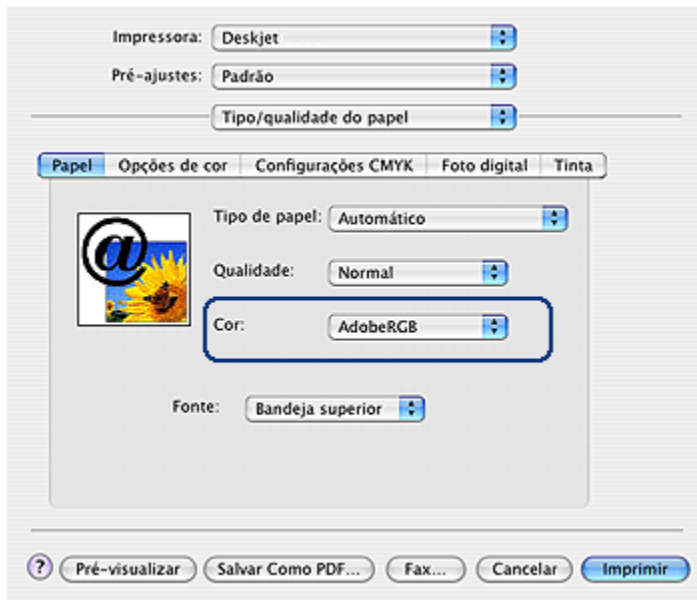 Impressora: Deskjet
Pré-ajustes: Padrão
Tipo/qualidade do papel
Papel Opções de cor Configurações CMYK Foto digital Tinta
Tipo de papel: Automático
@
Qualidade: Normal
Cor: AdobeRGB
Fonte: Bandeja superior
? Pré-visualizar Salvar Como PDF... Fax... Cancelar Imprimir